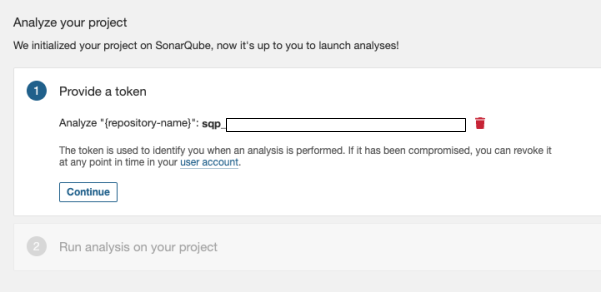 Analyze your project
We initialized your project on SonarQube, now it's up to you to launch analyses!
1 Provide a token
Analyze "{repository-name}": sqp_
The token is used to identify you when an analysis is performed. If it has been compromised, you can revoke it
at any point in time in your user account.
Continue
2 Run analysis on your project